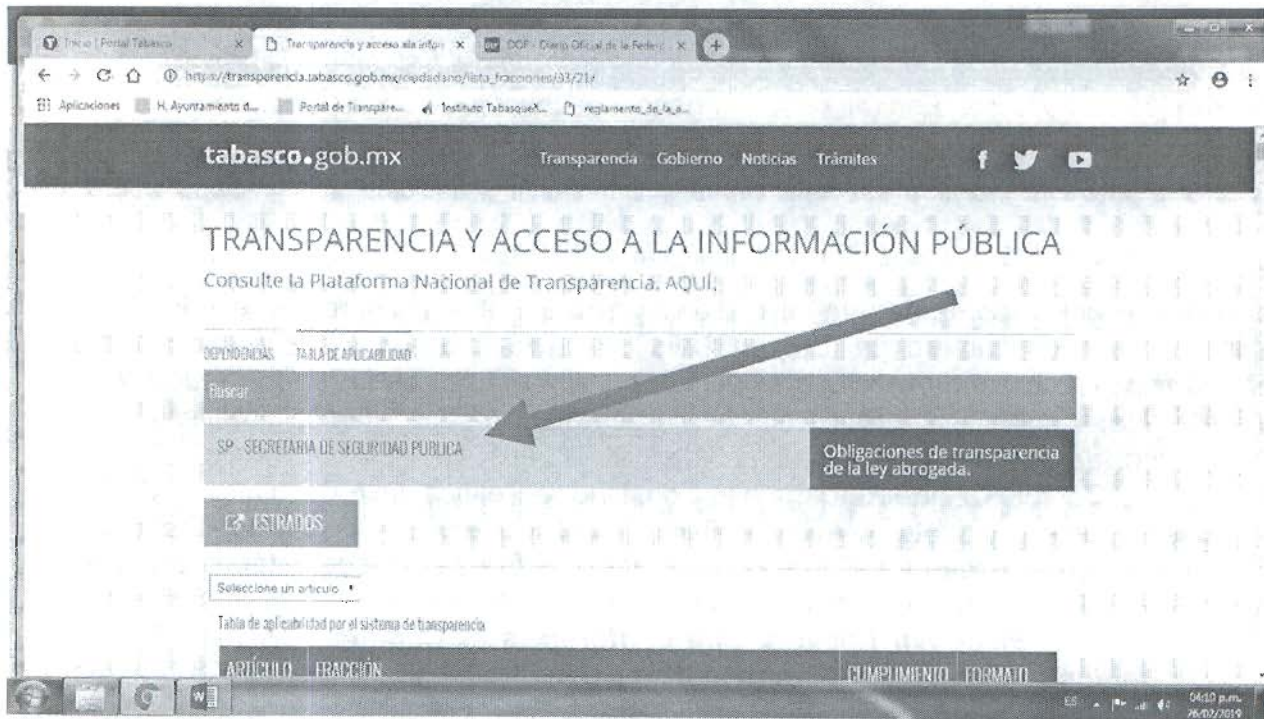 Inicio | Portal Tabasco
Transparencia y acceso ala infor
DOF - Diario Oficial de la Federa
https://transparencia.tabasco.gob.mx/ciudadano/lista_fracciones/33/21/
Aplicaciones H. Ayuntamiento d... Portal de Transpare... Instituto TabasqueÑ... reglamento_de_la_a...
tabasco.gob.mx Transparencia Gobierno Noticias Trámites
TRANSPARENCIA Y ACCESO A LA INFORMACIÓN PÚBLICA
Consulte la Plataforma Nacional de Transparencia. AQUÍ.
DEPENDENCIAS TABLA DE APLICABILIDAD
Buscar
SP - SECRETARIA DE SEGURIDAD PUBLICA
Obligaciones de transparencia
de la ley abrogada.
ESTRADOS
Seleccione un articulo
Tabla de aplicabilidad por el sistema de transparencia
ARTÍCULO FRACCIÓN CUMPLIMIENTO FORMATO
ES 04:10 p.m.
26/02/2019